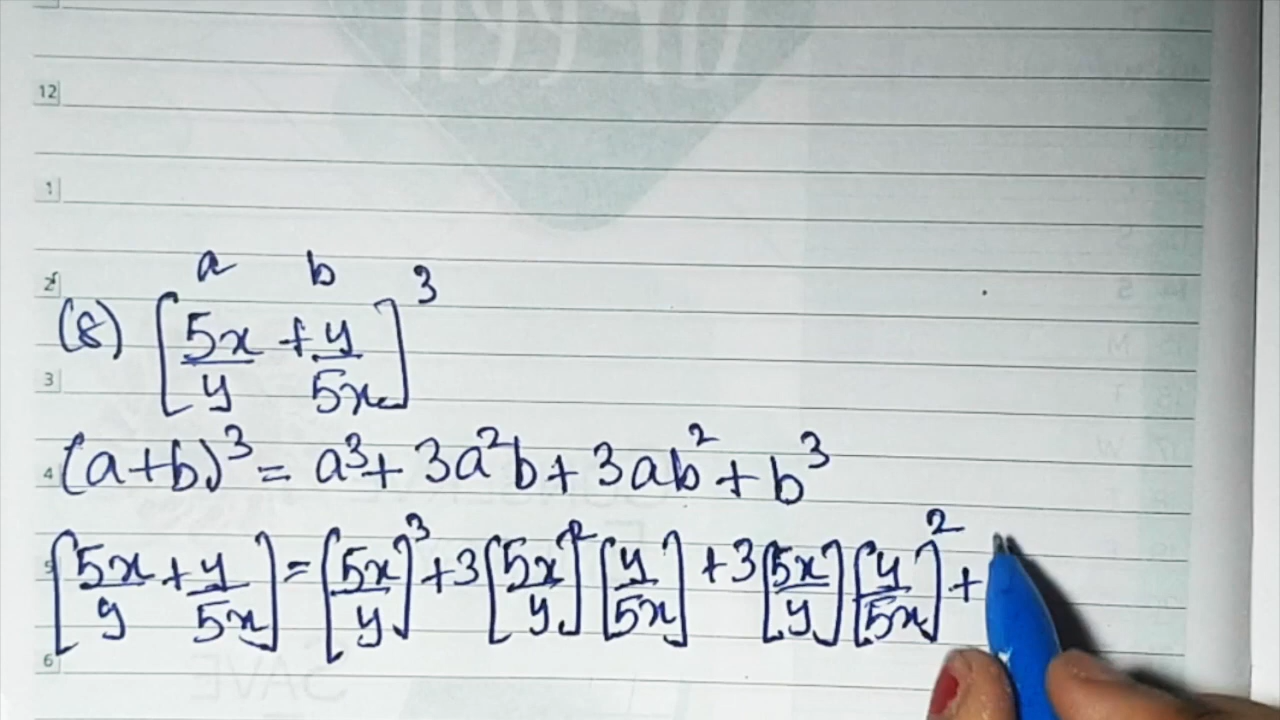 12
1
a b
2
(8) [5x/y + y/5x]^3
3
4 (a+b)^3 = a^3 + 3a^2b + 3ab^2 + b^3
5 [5x/y + y/5x] = [5x/y]^3 + 3[5x/y]^2 [y/5x] + 3[5x/y][y/5x]^2 +
6